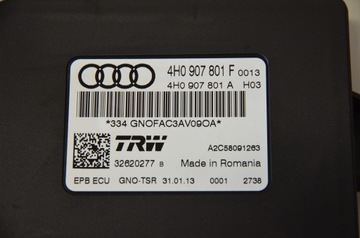 4H0 907 801 F 0013
4H0 907 801 A H03
*334 GNOFAC3AV09OA*
TRW
A2C58091263
32620277 B
Made in Romania
EPB ECU GNO-TSR 31.01.13 0001 2738